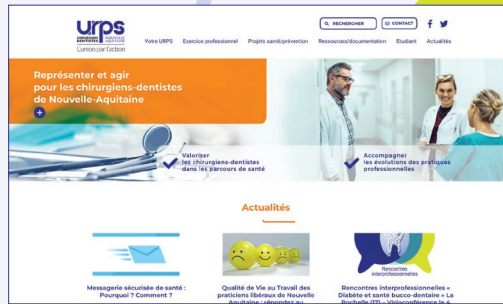 urps
CHIRURGIENS-DENTISTES NOUVELLE-AQUITAINE
L'union par l'action
RECHERCHER
CONTACT
Votre URPS Exercice professionnel Projets santé/prévention Ressources/documentation Etudiant Actualités
Représenter et agir
pour les chirurgiens-dentistes
de Nouvelle-Aquitaine
Valoriser
les chirurgiens-dentistes
dans les parcours de santé
Accompagner
les évolutions des pratiques
professionnelles
Actualités
Messagerie sécurisée de santé :
Pourquoi ? Comment ?
Qualité de Vie au Travail des
praticiens libéraux de Nouvelle
Aquitaine : répondez au
Rencontres
interprofessionnelles
Rencontres interprofessionnelles «
Diabète et santé bucco-dentaire » La
Rochelle (17) - Visioconférence le 4